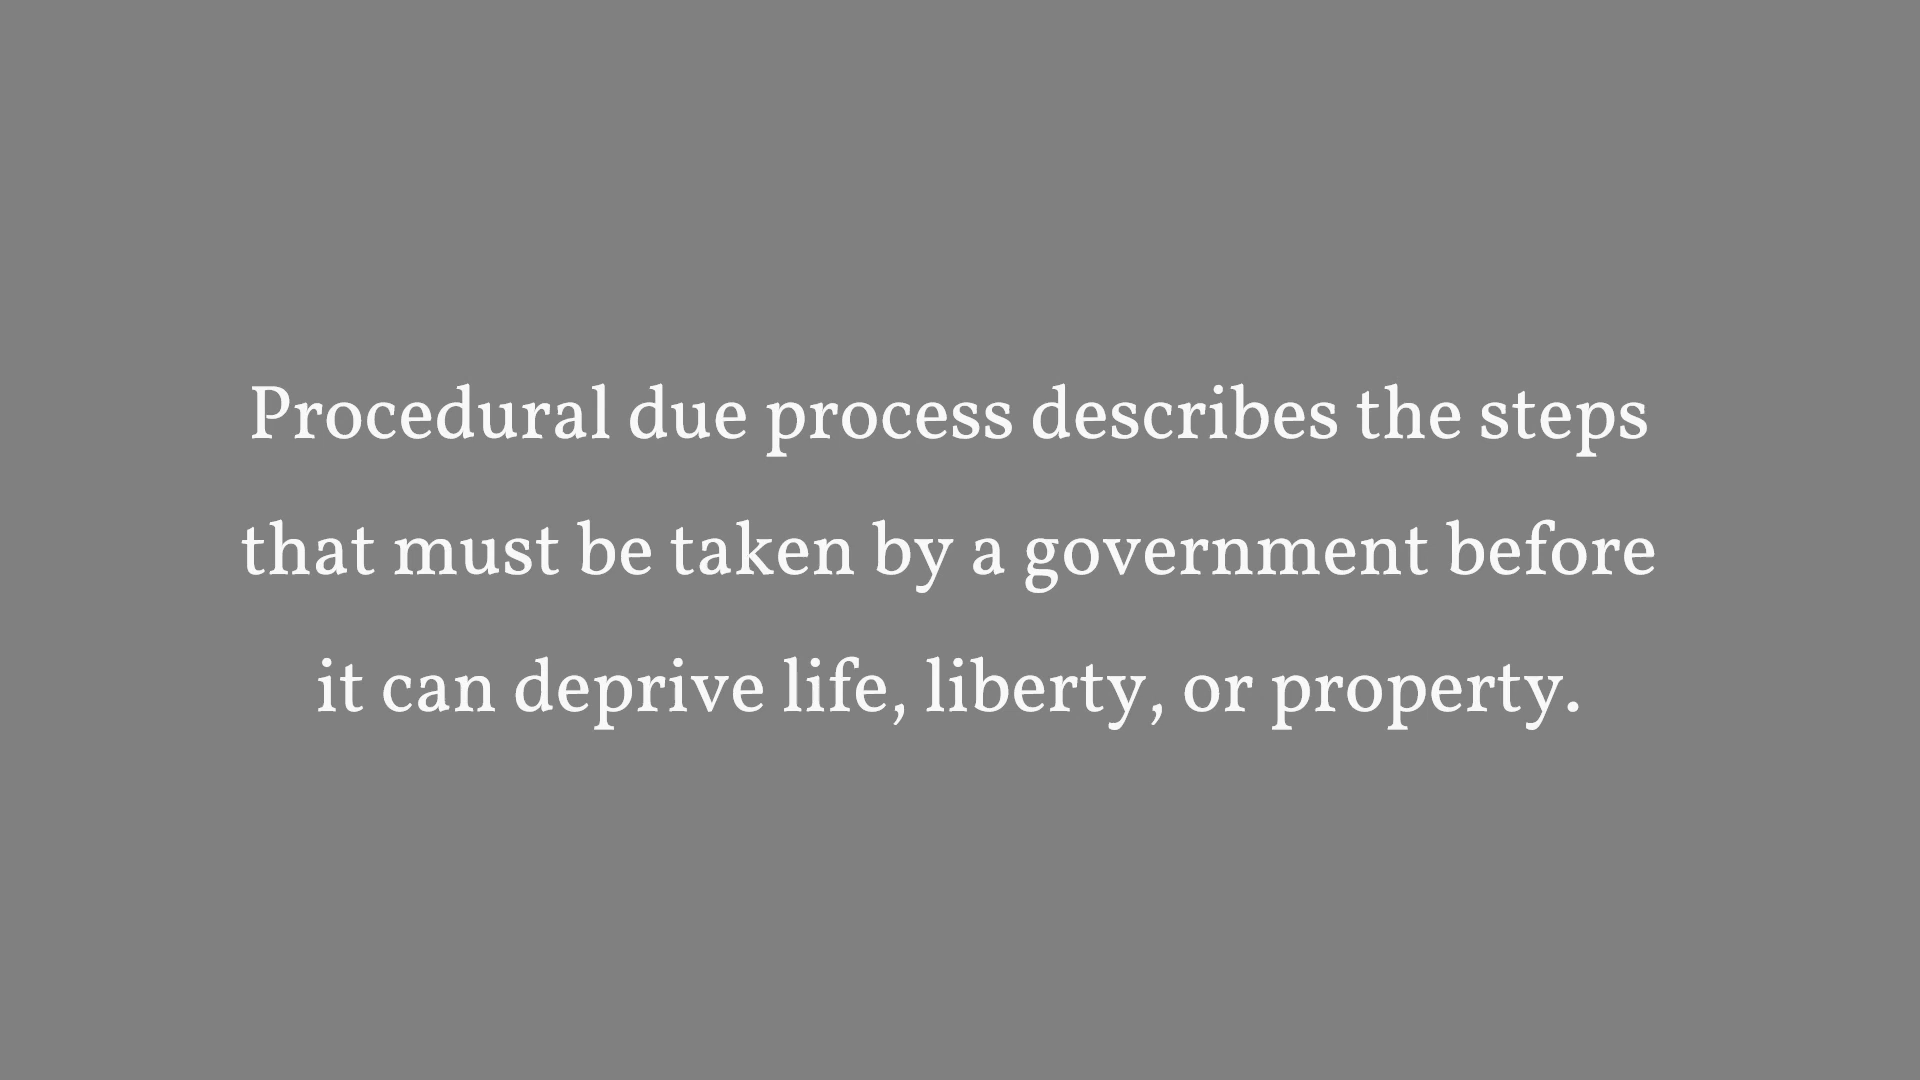 Procedural due process describes the steps
that must be taken by a government before
it can deprive life, liberty, or property.